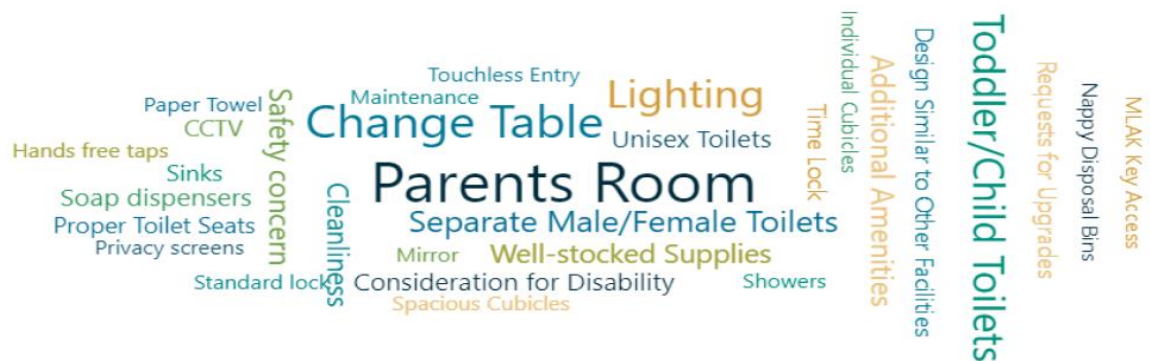 Touchless Entry
Paper Towel
Maintenance
Lighting
CCTV
Change Table
Unisex Toilets
Hands free taps
Sinks
Parents Room
Soap dispensers
Proper Toilet Seats
Separate Male/Female Toilets
Privacy screens
Mirror
Well-stocked Supplies
Standard lock
Consideration for Disability
Showers
Spacious Cubicles
Safety concern
Cleanliness
Time Lock
Individual Cubicles
Additional Amenities
Design Similar to Other Facilities
Toddler/Child Toilets
Requests for Upgrades
Nappy Disposal Bins
MLAK Key Access